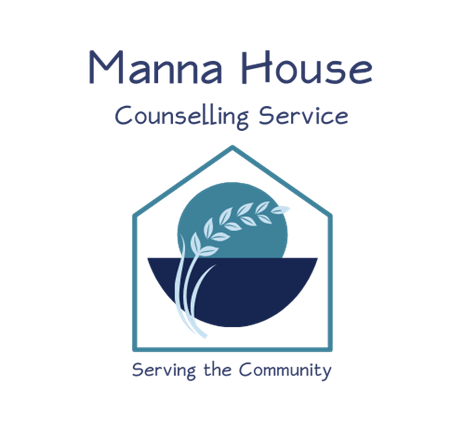 Manna House
Counselling Service
Serving the Community